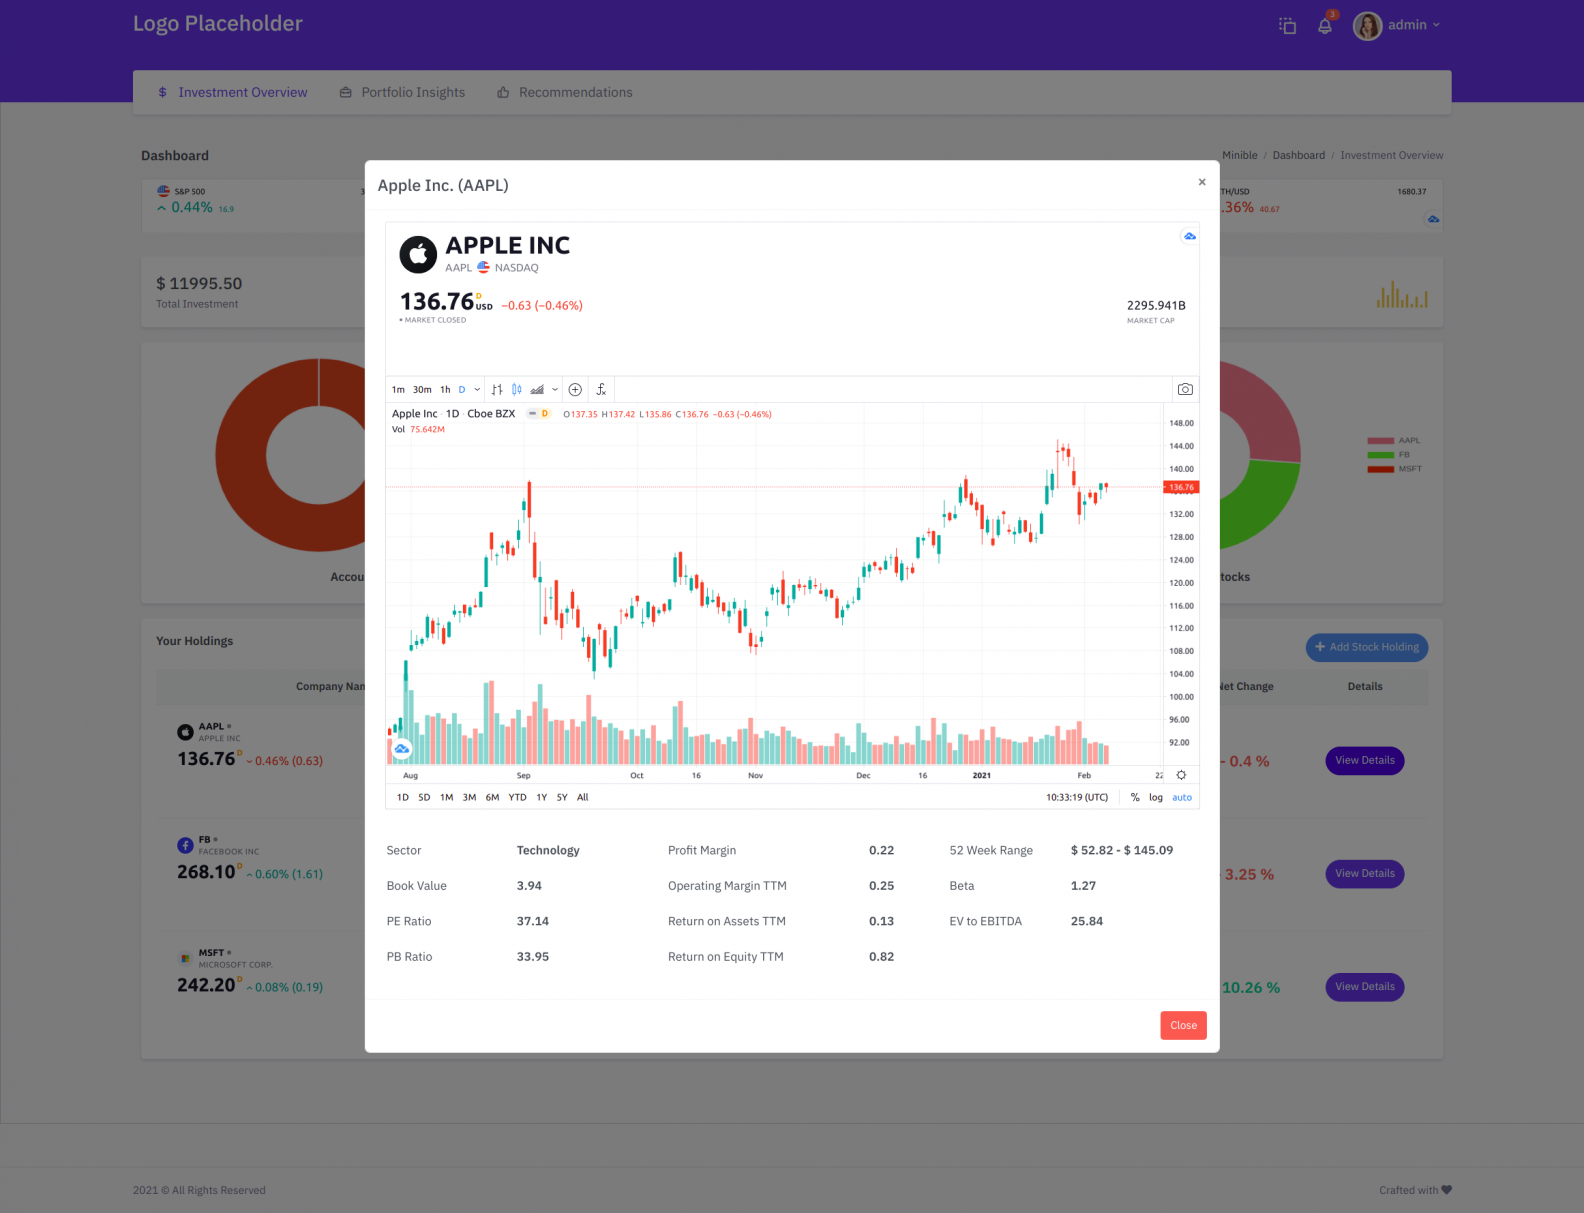 Logo Placeholder
3
admin
$ Investment Overview
Portfolio Insights
Recommendations
Dashboard
Minible / Dashboard / Investment Overview
S&P 500
0.44% 16.9
TH/USD
1680.37
.36% 40.67
$ 11995.50
Total Investment
AAPL
FB
MSFT
Accou
tocks
Your Holdings
+ Add Stock Holding
Company Nan
Net Change
Details
AAPL
APPLE INC
136.76 D 0.46% (0.63)
- 0.4 %
View Details
FB
FACEBOOK INC
268.10 D 0.60% (1.61)
3.25 %
View Details
MSFT
MICROSOFT CORP.
242.20 D 0.08% (0.19)
10.26 %
View Details
Apple Inc. (AAPL)
×
APPLE INC
AAPL NASDAQ
136.76 D USD −0.63 (−0.46%)
MARKET CLOSED
2295.941B
MARKET CAP
1m 30m 1h D
Apple Inc · 1D · Cboe BZX D O137.35 H137.42 L135.86 C136.76 −0.63 (−0.46%)
Vol 75.642M
148.00
144.00
140.00
136.76
132.00
128.00
124.00
120.00
116.00
112.00
108.00
104.00
100.00
96.00
92.00
Aug Sep Oct 16 Nov Dec 16 2021 Feb 22
1D 5D 1M 3M 6M YTD 1Y 5Y All
10:33:19 (UTC) % log auto
Sector Technology Profit Margin 0.22 52 Week Range $ 52.82 - $ 145.09
Book Value 3.94 Operating Margin TTM 0.25 Beta 1.27
PE Ratio 37.14 Return on Assets TTM 0.13 EV to EBITDA 25.84
PB Ratio 33.95 Return on Equity TTM 0.82
Close
2021 © All Rights Reserved
Crafted with